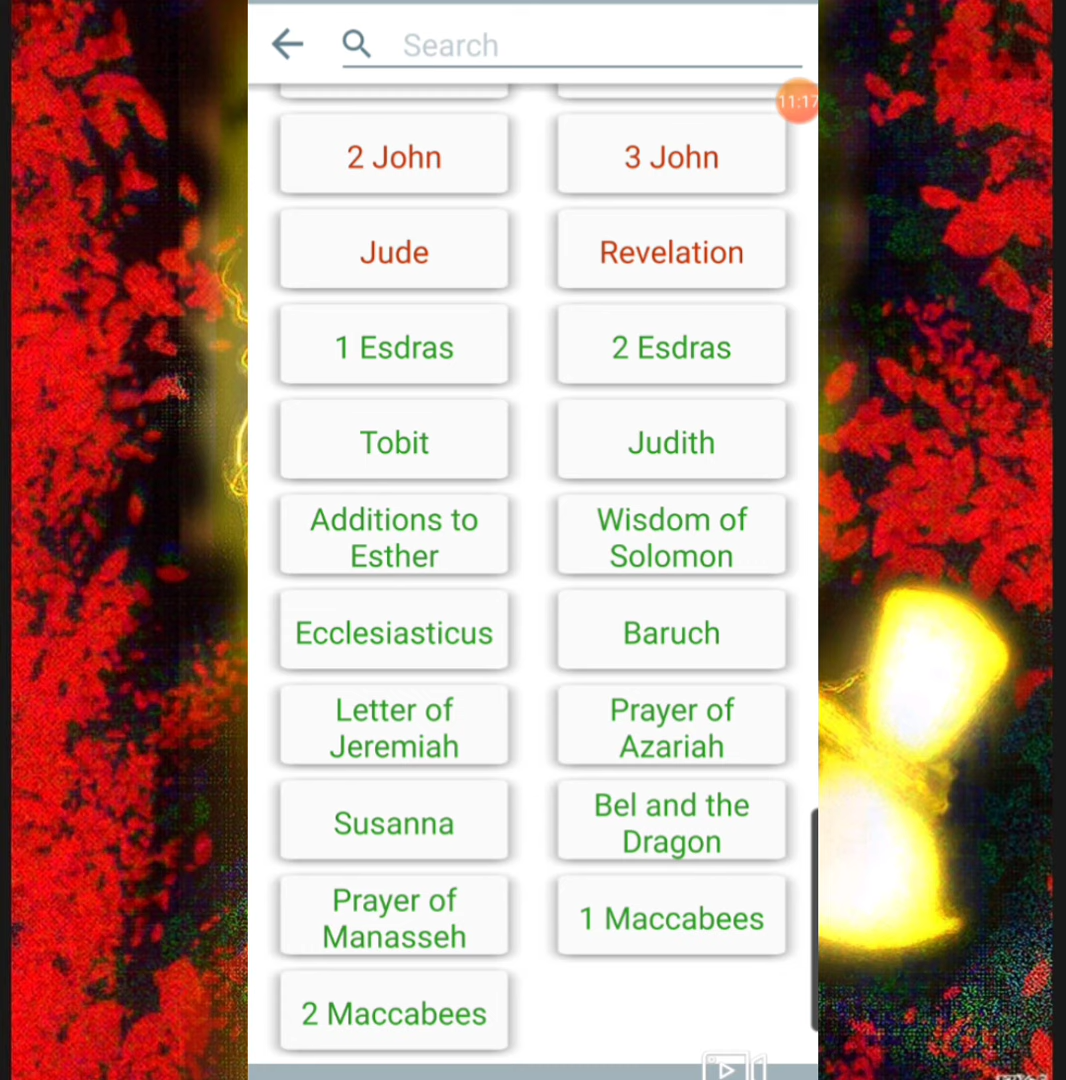 Search
11:17
2 John
3 John
Jude
Revelation
1 Esdras
2 Esdras
Tobit
Judith
Additions to
Esther
Wisdom of
Solomon
Ecclesiasticus
Baruch
Letter of
Jeremiah
Prayer of
Azariah
Susanna
Bel and the
Dragon
Prayer of
Manasseh
1 Maccabees
2 Maccabees